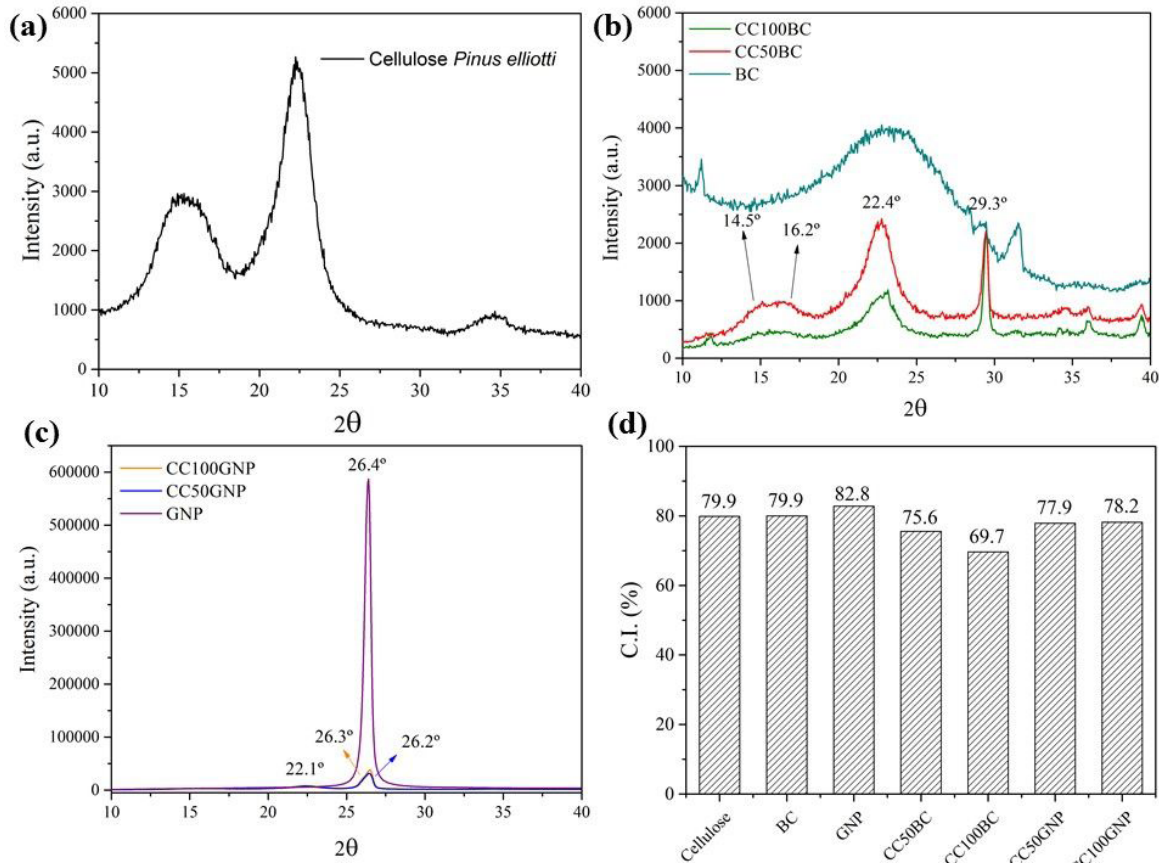 (a)
6000
5000
4000
3000
2000
1000
0
Intensity (a.u.)
Cellulose Pinus elliotti
10 15 20 25 30 35 40
2θ
(b)
6000
5000
4000
3000
2000
1000
0
Intensity (a.u.)
CC100BC
CC50BC
BC
14.5º
16.2º
22.4º
29.3º
10 15 20 25 30 35 40
2θ
(c)
600000
500000
400000
300000
200000
100000
0
Intensity (a.u.)
CC100GNP
CC50GNP
GNP
26.4º
26.3º
26.2º
22.1º
10 15 20 25 30 35 40
2θ
(d)
100
80
60
40
20
0
C.I. (%)
79.9 79.9 82.8 75.6 69.7 77.9 78.2
Cellulose BC GNP CC50BC CC100BC CC50GNP CC100GNP